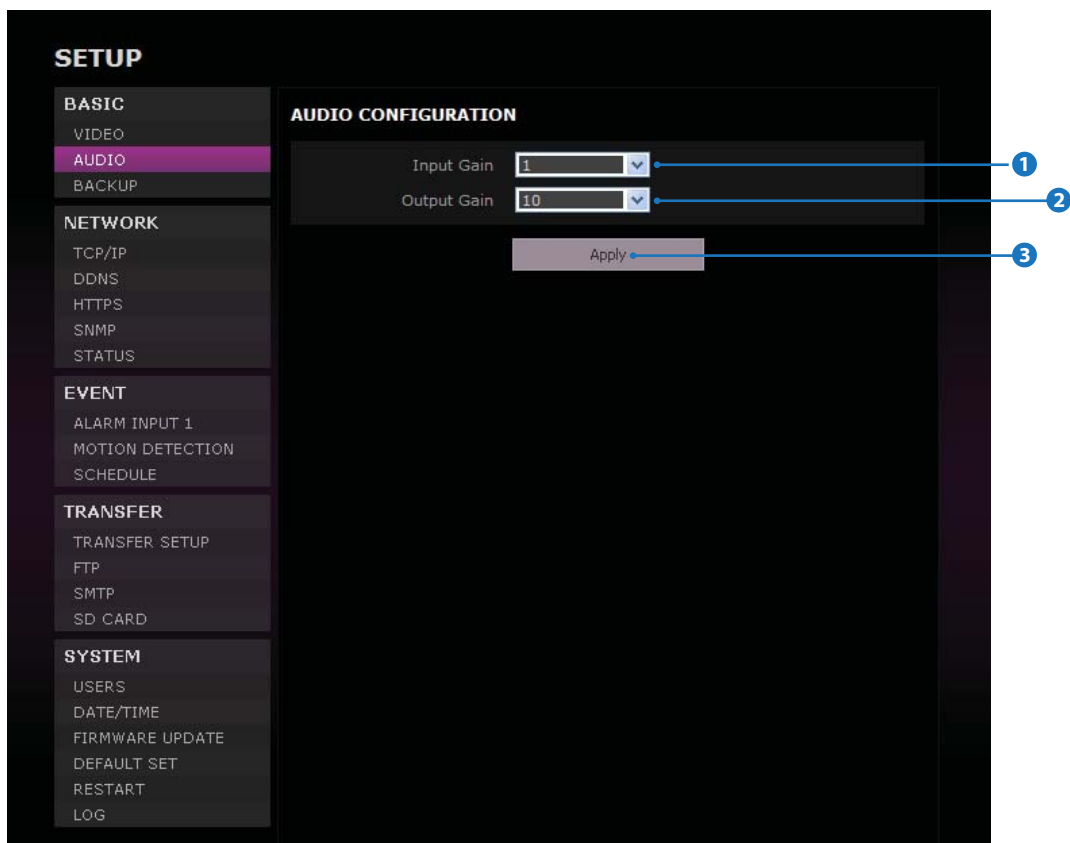 SETUP
BASIC
VIDEO
AUDIO
BACKUP
NETWORK
TCP/IP
DDNS
HTTPS
SNMP
STATUS
EVENT
ALARM INPUT 1
MOTION DETECTION
SCHEDULE
TRANSFER
TRANSFER SETUP
FTP
SMTP
SD CARD
SYSTEM
USERS
DATE/TIME
FIRMWARE UPDATE
DEFAULT SET
RESTART
LOG
AUDIO CONFIGURATION
Input Gain 1 1
Output Gain 10 2
Apply 3